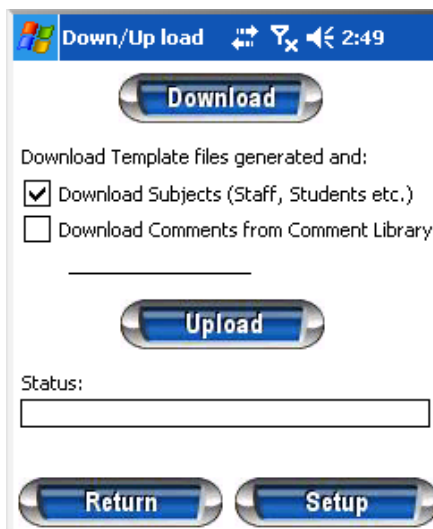 Down/Up load 2:49
Download
Download Template files generated and:
Download Subjects (Staff, Students etc.)
Download Comments from Comment Library
Upload
Status:
Return Setup